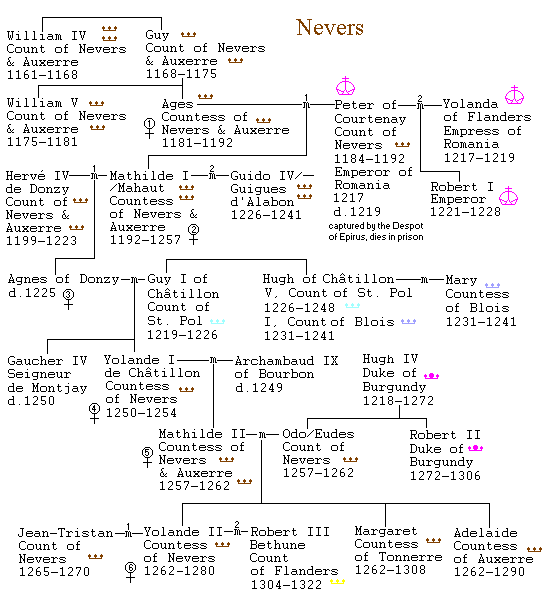 Nevers
William IV
Count of Nevers
& Auxerre
1161–1168
Guy
Count of Nevers
& Auxerre
1168–1175
William V
Count of Nevers
& Auxerre
1175–1181
1
Ages
Countess of
Nevers & Auxerre
1181–1192
1
m
Peter of
Courtenay
Count of
Nevers
1184–1192
Emperor of
Romania
1217
d.1219
captured by the Despot
of Epirus, dies in prison
2
m
Yolanda
of Flanders
Empress of
Romania
1217–1219
Robert I
Emperor
1221–1228
Hervé IV
de Donzy
Count of
Nevers &
Auxerre
1199–1223
1
m
Mathilde I
/Mahaut
Countess
of Nevers &
Auxerre
1192–1257
2
2
m
Guido IV/
Guigues
d'Alabon
1226–1241
Agnes of Donzy
d.1225
3
m
Guy I of
Châtillon
Count of
St. Pol
1219–1226
Hugh of Châtillon
V, Count of St. Pol
1226–1248
I, Count of Blois
1231–1241
m
Mary
Countess
of Blois
1231–1241
Gaucher IV
Seigneur
de Montjay
d.1250
Yolande I
de Châtillon
Countess
of Nevers
1250–1254
4
m
Archambaud IX
of Bourbon
d.1249
Hugh IV
Duke of
Burgundy
1218–1272
5
Mathilde II
Countess of
Nevers
& Auxerre
1257–1262
m
Odo/Eudes
Count of
Nevers
1257–1262
Robert II
Duke of
Burgundy
1272–1306
Jean-Tristan
Count of
Nevers
1265–1270
1
m
6
Yolande II
Countess
of Nevers
1262–1280
2
m
Robert III
Bethune
Count
of Flanders
1304–1322
Margaret
Countess
of Tonnerre
1262–1308
Adelaide
Countess
of Auxerre
1262–1290